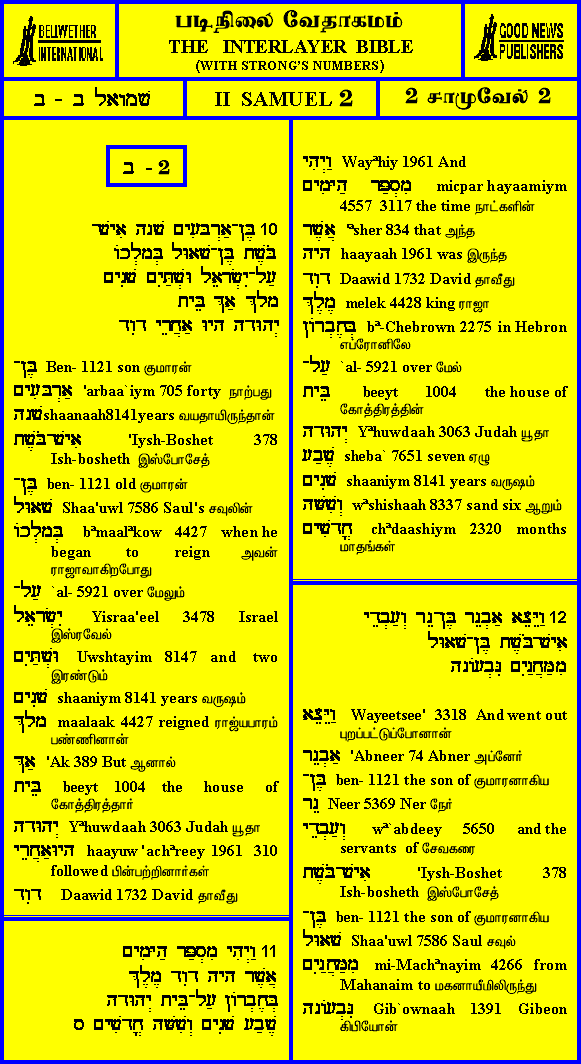 BELLWETHER
INTERNATIONAL
படிநிலை வேதாகமம்
THE INTERLAYER BIBLE
(WITH STRONG'S NUMBERS)
GOOD NEWS
PUBLISHERS
שמואל ב - ב
II SAMUEL 2
2 சாமுவேல் 2
ב - 2
10 בֶּן־אַרְבָּעִים שָׁנָה אִישׁ־
בֹּשֶׁת בֶּן־שָׁאוּל בְּמָלְכוֹ
עַל־יִשְׂרָאֵל וּשְׁתַּיִם שָׁנִים
מָלָךְ אַךְ בֵּית
יְהוּדָה הָיוּ אַחֲרֵי דָוִד
בֶּן־ Ben- 1121 son குமாரன்
אַרְבָּעִים 'arbaa`iym 705 forty நாற்பது
שָׁנָה shaanaah8141years வயதாயிருந்தான்
אִישׁ־בֹּשֶׁת 'Iysh-Boshet 378
Ish-bosheth இஸ்போசேத்
בֶּן־ ben- 1121 old குமாரன்
שָׁאוּל Shaa'uwl 7586 Saul's சவுலின்
בְּמָלְכוֹ bªmaalªkow 4427 when he
began to reign அவன்
ராஜாவாகிறபோது
עַל־ `al- 5921 over மேலும்
יִשְׂרָאֵל Yisraa'eel 3478 Israel
இஸ்ரவேல்
וּשְׁתַּיִם Uwshtayim 8147 and two
இரண்டும்
שָׁנִים shaaniym 8141 years வருஷம்
מָלָךְ maalaak 4427 reigned ராஜ்யபாரம்
பண்ணினான்
אַךְ 'Ak 389 But ஆனால்
בֵּית beeyt 1004 the house of
கோத்திரத்தார்
יְהוּדָה Yªhuwdaah 3063 Judah யூதா
הָיוּאַחֲרֵי haayuw 'achªreey 1961 310
followed பின்பற்றினார்கள்
דָוִד Daawid 1732 David தாவீது
11 וַיְהִי מִסְפַּר הַיָּמִים
אֲשֶׁר הָיָה דָוִד מֶלֶךְ
בְּחֶבְרוֹן עַל־בֵּית יְהוּדָה
שֶׁבַע שָׁנִים וְשִׁשָּׁה חֳדָשִׁים ס
וַיְהִי Wayªhiy 1961 And
מִסְפַּר הַיָּמִים micpar hayaamiym
4557 3117 the time நாட்களின்
אֲשֶׁר ªsher 834 that அந்த
הָיָה haayaah 1961 was இருந்த
דָוִד Daawid 1732 David தாவீது
מֶלֶךְ melek 4428 king ராஜா
בְּחֶבְרוֹן bª-Chebrown 2275 in Hebron
எப்ரோனிலே
עַל־ `al- 5921 over மேல்
בֵּית beeyt 1004 the house of
கோத்திரத்தின்
יְהוּדָה Yªhuwdaah 3063 Judah யூதா
שֶׁבַע sheba` 7651 seven ஏழு
שָׁנִים shaaniym 8141 years வருஷம்
וְשִׁשָּׁה wªshishaah 8337 sand six ஆறும்
חֳדָשִׁים chªdaashiym 2320 months
மாதங்கள்
12 וַיֵּצֵא אַבְנֵר בֶּן־נֵר וְעַבְדֵי
אִישׁ־בֹּשֶׁת בֶּן־שָׁאוּל
מִמַּחֲנַיִם גִּבְעוֹנָה
וַיֵּצֵא Wayeetsee' 3318 And went out
புறப்பட்டுப்போனான்
אַבְנֵר 'Abneer 74 Abner அப்னேர்
בֶּן־ ben- 1121 the son of குமாரனாகிய
נֵר Neer 5369 Ner நேர்
וְעַבְדֵי wª`abdeey 5650 and the
servants of சேவகரை
אִישׁ־בֹּשֶׁת 'Iysh-Boshet 378
Ish-bosheth இஸ்போசேத்
בֶּן־ ben- 1121 the son of குமாரனாகிய
שָׁאוּל Shaa'uwl 7586 Saul சவுல்
מִמַּחֲנַיִם mi-Machªnayim 4266 from
Mahanaim to மகனாயீமிலிருந்து
גִּבְעוֹנָה Gib`ownaah 1391 Gibeon
கிபியோன்